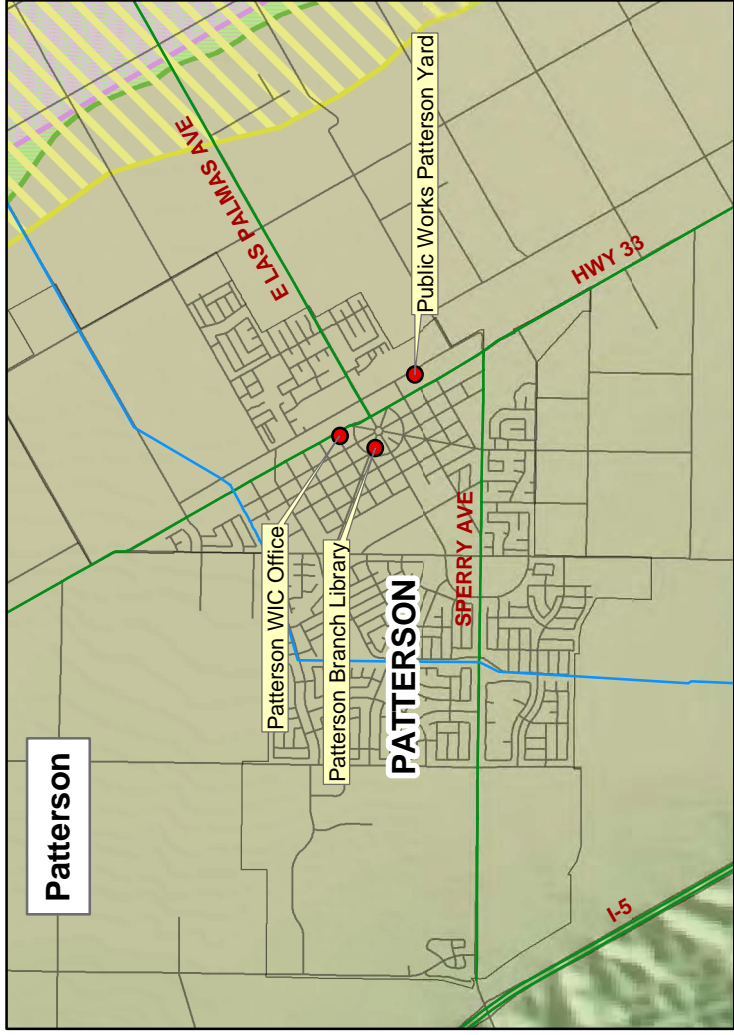 Patterson
E LAS PALMAS AVE
Public Works Patterson Yard
HWY 33
Patterson WIC Office
Patterson Branch Library
PATTERSON
SPERRY AVE
I-5